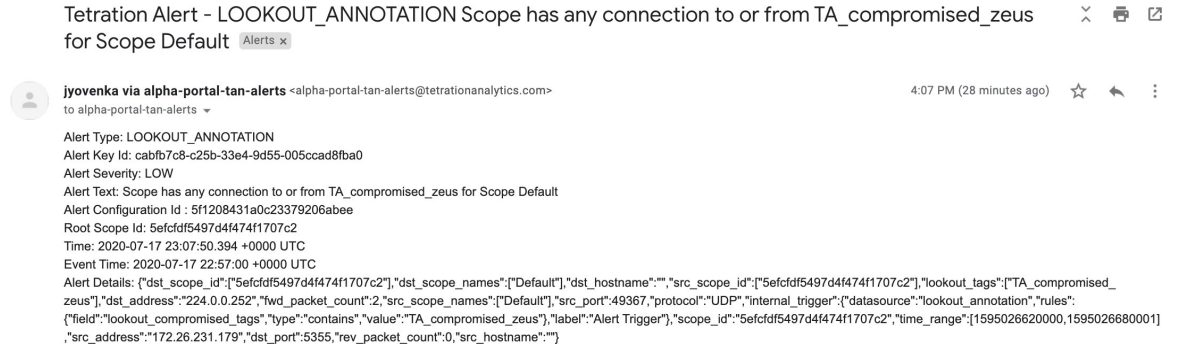 Tetration Alert - LOOKOUT_ANNOTATION Scope has any connection to or from TA_compromised_zeus
for Scope Default Alerts x
jyovenka via alpha-portal-tan-alerts <alpha-portal-tan-alerts@tetrationanalytics.com> 4:07 PM (28 minutes ago)
to alpha-portal-tan-alerts
Alert Type: LOOKOUT_ANNOTATION
Alert Key Id: cabfb7c8-c25b-33e4-9d55-005ccad8fba0
Alert Severity: LOW
Alert Text: Scope has any connection to or from TA_compromised_zeus for Scope Default
Alert Configuration Id : 5f1208431a0c23379206abee
Root Scope Id: 5efcfdf5497d4f474f1707c2
Time: 2020-07-17 23:07:50.394 +0000 UTC
Event Time: 2020-07-17 22:57:00 +0000 UTC
Alert Details: {"dst_scope_id":["5efcfdf5497d4f474f1707c2"],"dst_scope_names":["Default"],"dst_hostname":"","src_scope_id":["5efcfdf5497d4f474f1707c2"],"lookout_tags":["TA_compromised_
zeus"],"dst_address":"224.0.0.252","fwd_packet_count":2,"src_scope_names":["Default"],"src_port":49367,"protocol":"UDP","internal_trigger":{"datasource":"lookout_annotation","rules":
{"field":"lookout_compromised_tags","type":"contains","value":"TA_compromised_zeus"},"label":"Alert Trigger"},"scope_id":"5efcfdf5497d4f474f1707c2","time_range":[1595026620000,1595026680001]
,"src_address":"172.26.231.179","dst_port":5355,"rev_packet_count":0,"src_hostname":""}